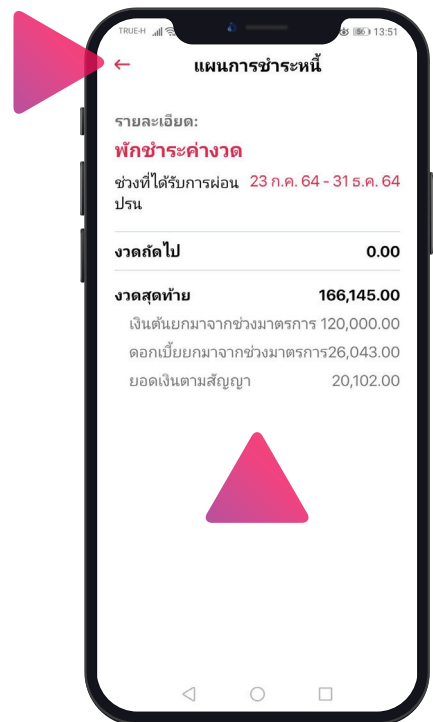 TRUE-H 13:51
แผนการชำระหนี้
รายละเอียด:
พักชำระค่างวด
ช่วงที่ได้รับการผ่อน 23 ก.ค. 64 - 31 ธ.ค. 64
ปรน
งวดถัดไป 0.00
งวดสุดท้าย 166,145.00
เงินต้นยกมาจากช่วงมาตรการ 120,000.00
ดอกเบี้ยยกมาจากช่วงมาตรการ26,043.00
ยอดเงินตามสัญญา 20,102.00